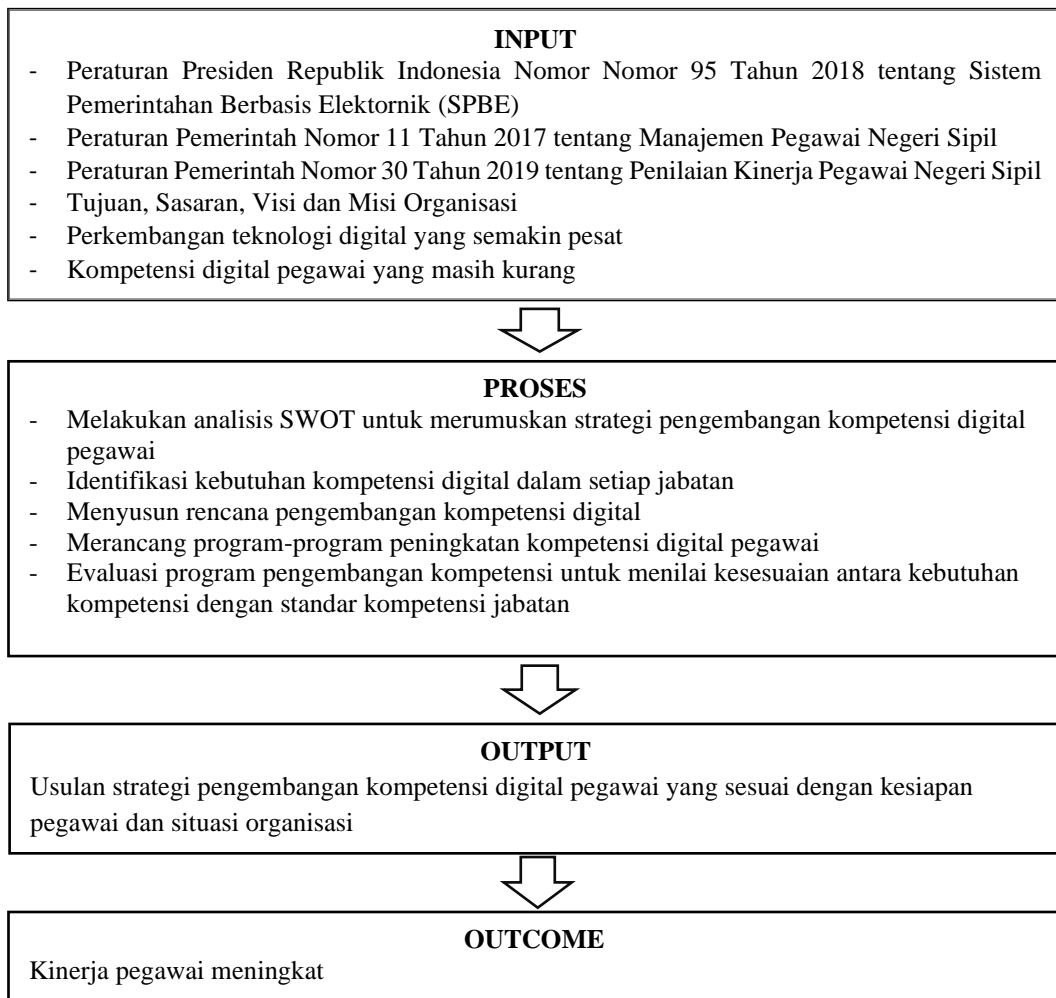 INPUT
- Peraturan Presiden Republik Indonesia Nomor Nomor 95 Tahun 2018 tentang Sistem
Pemerintahan Berbasis Elektornik (SPBE)
- Peraturan Pemerintah Nomor 11 Tahun 2017 tentang Manajemen Pegawai Negeri Sipil
- Peraturan Pemerintah Nomor 30 Tahun 2019 tentang Penilaian Kinerja Pegawai Negeri Sipil
- Tujuan, Sasaran, Visi dan Misi Organisasi
- Perkembangan teknologi digital yang semakin pesat
- Kompetensi digital pegawai yang masih kurang
PROSES
- Melakukan analisis SWOT untuk merumuskan strategi pengembangan kompetensi digital
pegawai
- Identifikasi kebutuhan kompetensi digital dalam setiap jabatan
- Menyusun rencana pengembangan kompetensi digital
- Merancang program-program peningkatan kompetensi digital pegawai
- Evaluasi program pengembangan kompetensi untuk menilai kesesuaian antara kebutuhan
kompetensi dengan standar kompetensi jabatan
OUTPUT
Usulan strategi pengembangan kompetensi digital pegawai yang sesuai dengan kesiapan
pegawai dan situasi organisasi
OUTCOME
Kinerja pegawai meningkat